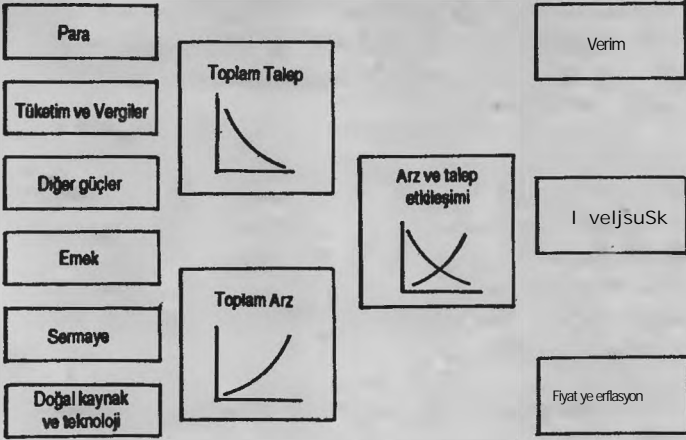 Para
Tüketim ve Vergiler
Diğer güçler
Emek
Sermaye
Doğal kaynak
ve teknoloji
Toplam Talep
Toplam Arz
Arz ve talep
etkileşimi
Verim
I veljsuSk
Fiyat ye erflasyon